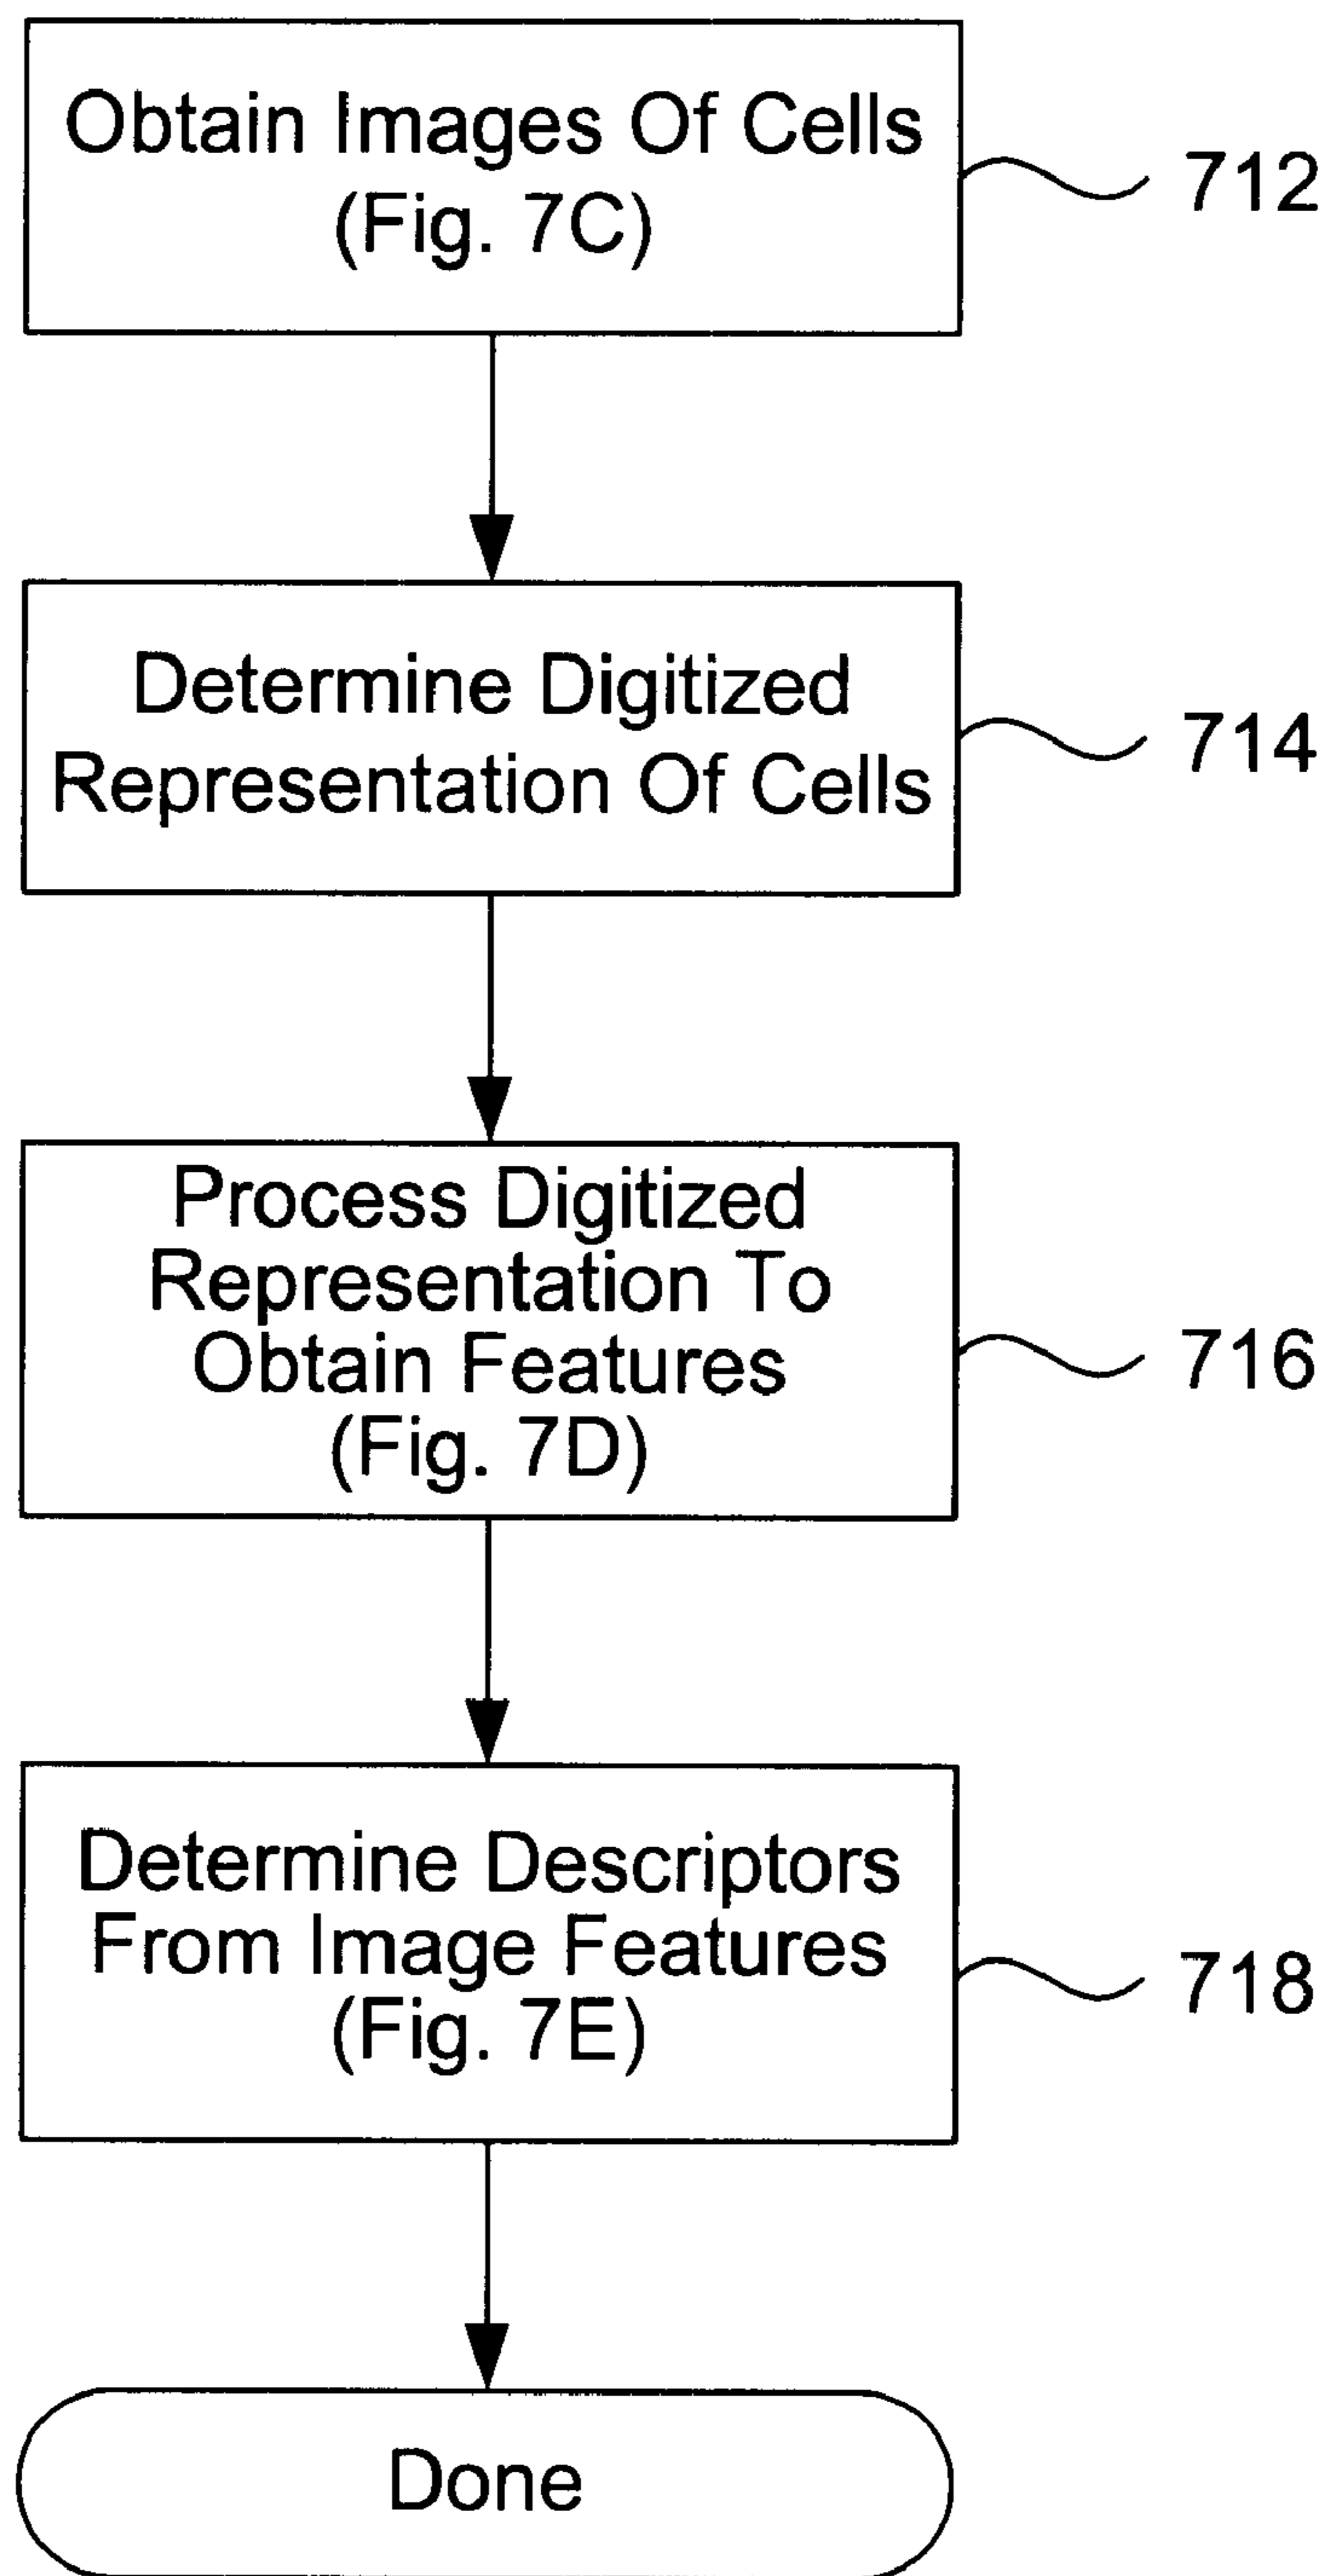 Obtain Images Of Cells
(Fig. 7C)
712
Determine Digitized
Representation Of Cells
714
Process Digitized
Representation To
Obtain Features
(Fig. 7D)
716
Determine Descriptors
From Image Features
(Fig. 7E)
718
Done